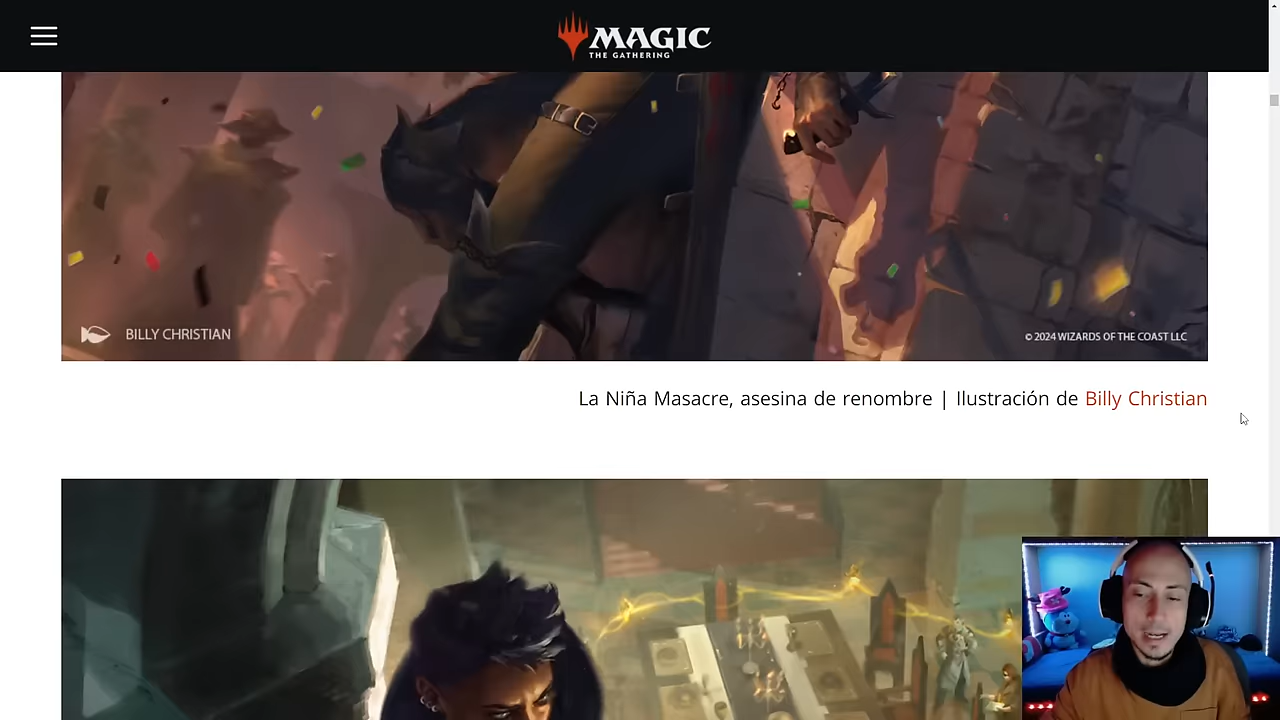 MAGIC
THE GATHERING
BILLY CHRISTIAN
© 2024 WIZARDS OF THE COAST LLC
La Niña Masacre, asesina de renombre | Ilustración de Billy Christian